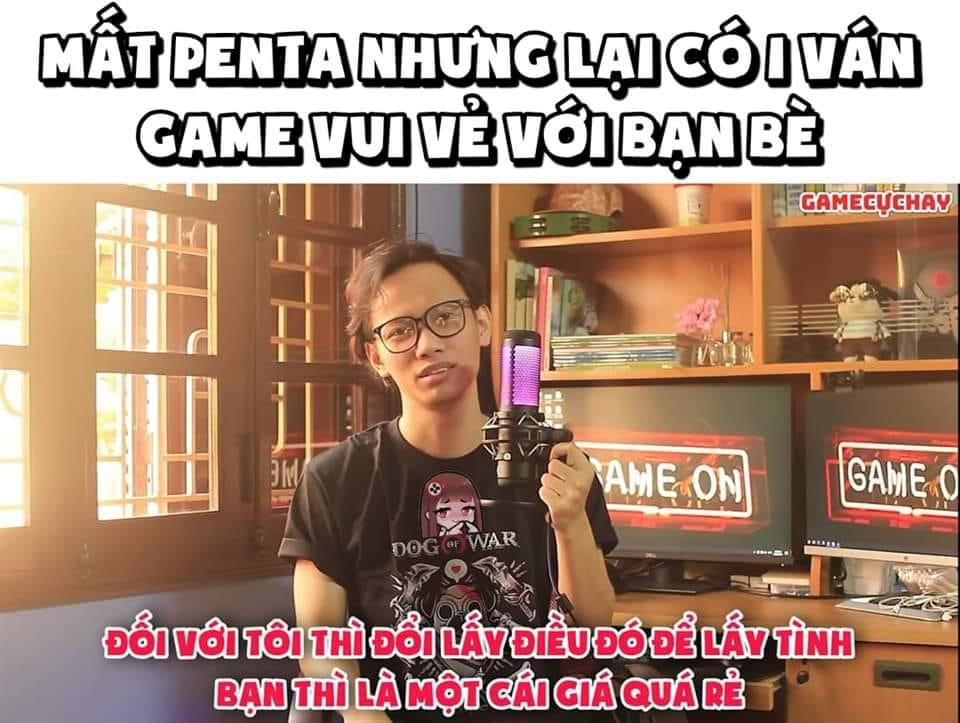 MẤT PENTA NHƯNG LẠI CÓ 1 VÁN
GAME VUI VẺ VỚI BẠN BÈ
GAMECỰCHAY
GAME ON
GAME O
DOG OF WAR
ĐỐI VỚI TÔI THÌ ĐỔI LẤY ĐIỀU ĐÓ ĐỂ LẤY TÌNH
BẠN THÌ LÀ MỘT CÁI GIÁ QUÁ RẺ